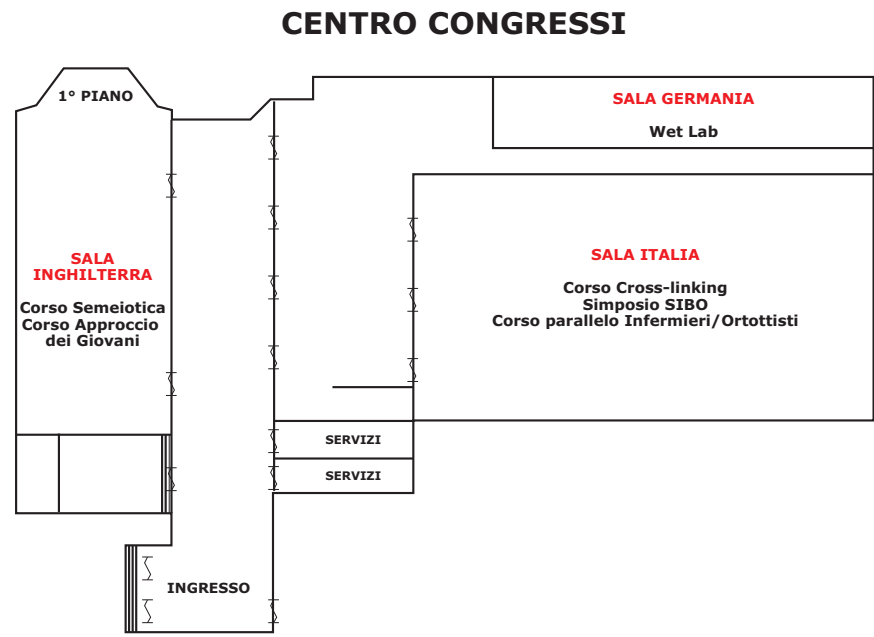 CENTRO CONGRESSI
1° PIANO
SALA
INGHILTERRA
Corso Semeiotica
Corso Approccio
dei Giovani
SALA GERMANIA
Wet Lab
SALA ITALIA
Corso Cross-linking
Simposio SIBO
Corso parallelo Infermieri/Ortottisti
SERVIZI
SERVIZI
INGRESSO